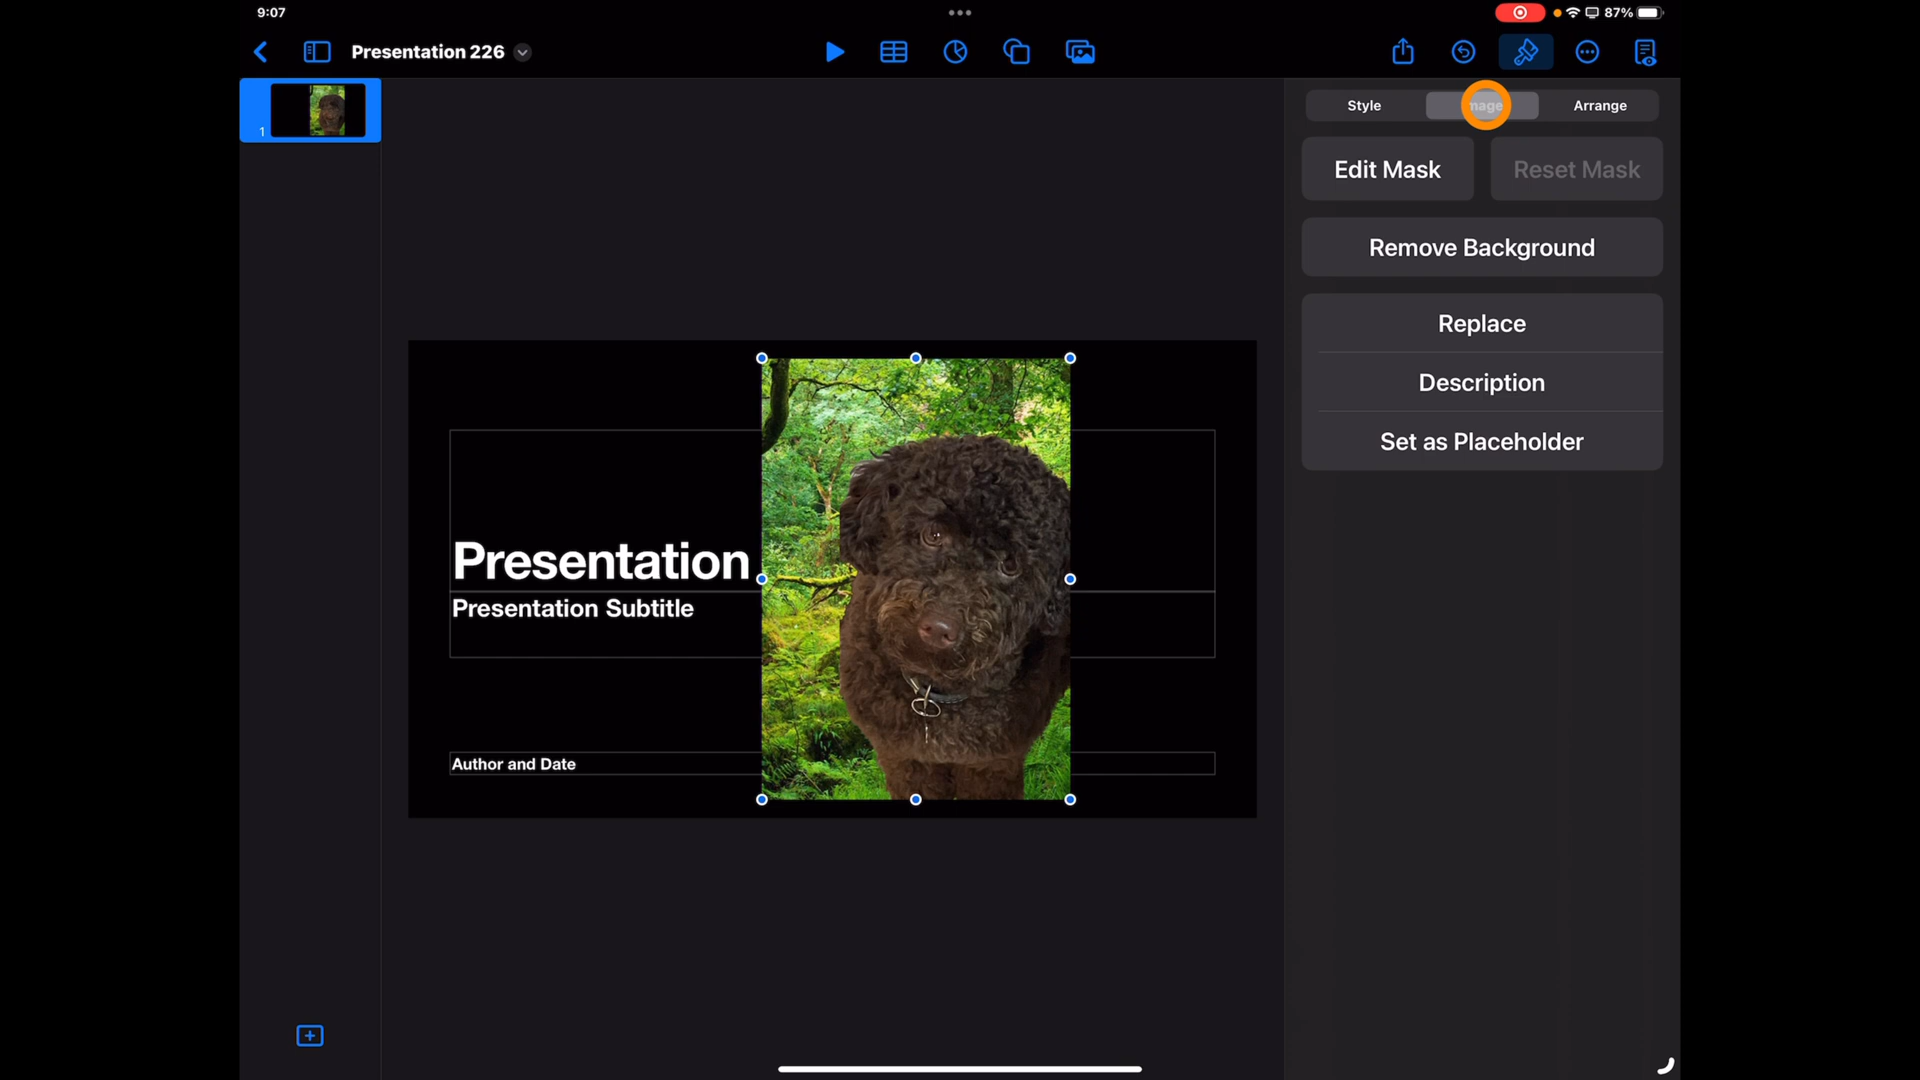 9:07
87%
Presentation 226
Style
Image
Arrange
1
Edit Mask
Reset Mask
Remove Background
Replace
Description
Set as Placeholder
Presentation
Presentation Subtitle
Author and Date